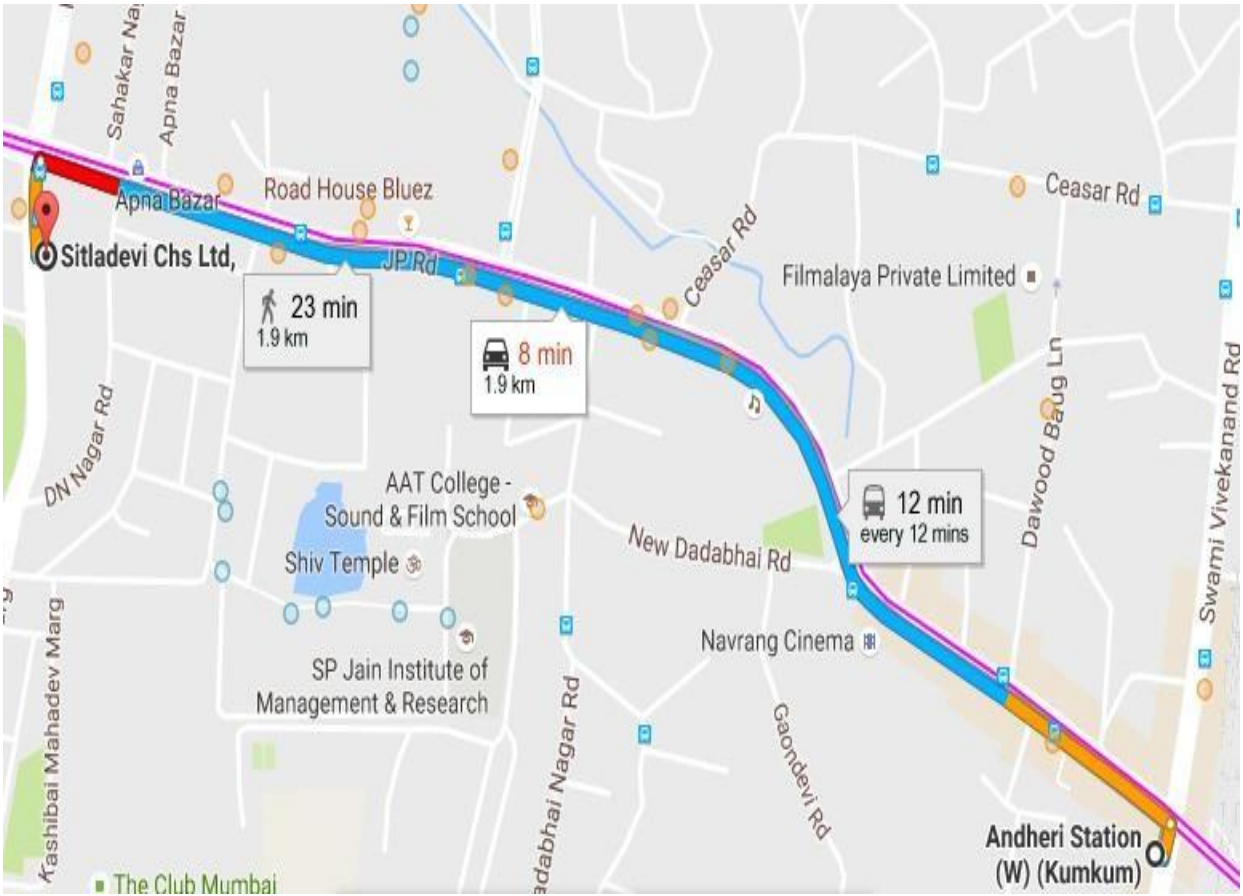 Sahakar Nag
Apna Bazar
Apna Bazar
Road House Bluez
Ceasar Rd
Sitladevi Chs Ltd,
JP Rd
Ceasar Rd
Filmalaya Private Limited
23 min
1.9 km
8 min
1.9 km
DN Nagar Rd
Dawood Baug Ln
Swami Vivekanand Rd
AAT College -
Sound & Film School
12 min
every 12 mins
New Dadabhai Rd
Shiv Temple
Navrang Cinema
SP Jain Institute of
Management & Research
Kashibai Mahadev Marg
adabhai Nagar Rd
Gaondevi Rd
Andheri Station
(W) (Kumkum)
The Club Mumbai